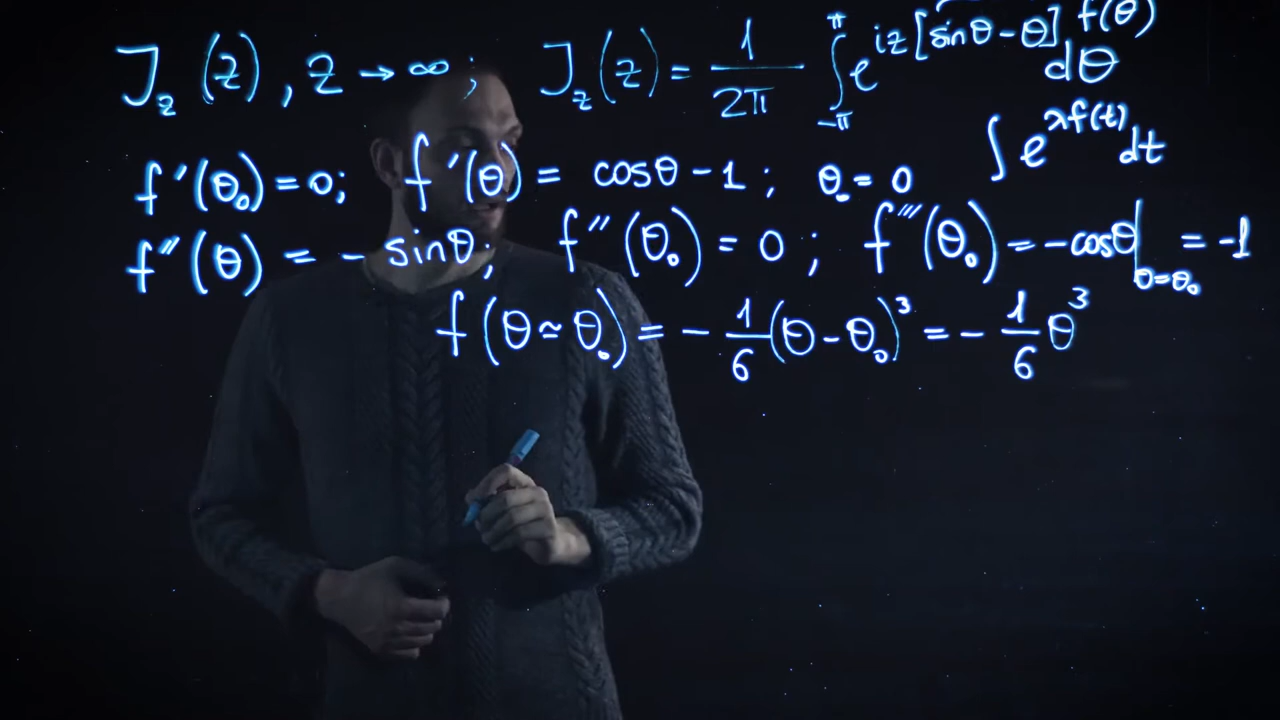 J_z(z), z → ∞; J_z(z) = 1/2π ∫_{-π}^{π} e^{iz[sinθ-θ]} dθ f(θ)
∫ e^{λf(t)} dt
f'(θ₀) = 0; f'(θ) = cosθ - 1; θ₀ = 0
f''(θ) = - sinθ; f''(θ₀) = 0; f'''(θ₀) = -cosθ|_{θ=θ₀} = -1
f(θ ≃ θ₀) = - 1/6 (θ - θ₀)³ = - 1/6 θ³